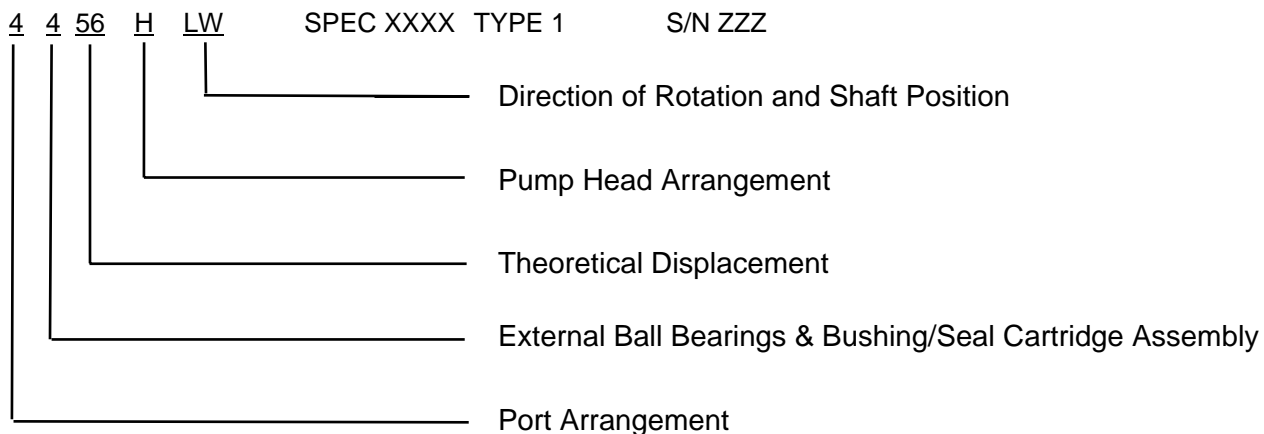 4 4 56 H LW SPEC XXXX TYPE 1 S/N ZZZ
Direction of Rotation and Shaft Position
Pump Head Arrangement
Theoretical Displacement
External Ball Bearings & Bushing/Seal Cartridge Assembly
Port Arrangement